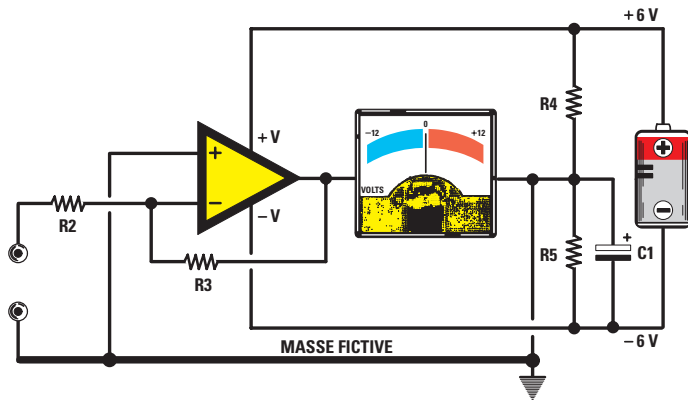 +6 V
R4
0
−12
+12
+V
+
VOLTS
−
−V
+
−
R2
R3
R5
+
C1
−6 V
MASSE FICTIVE